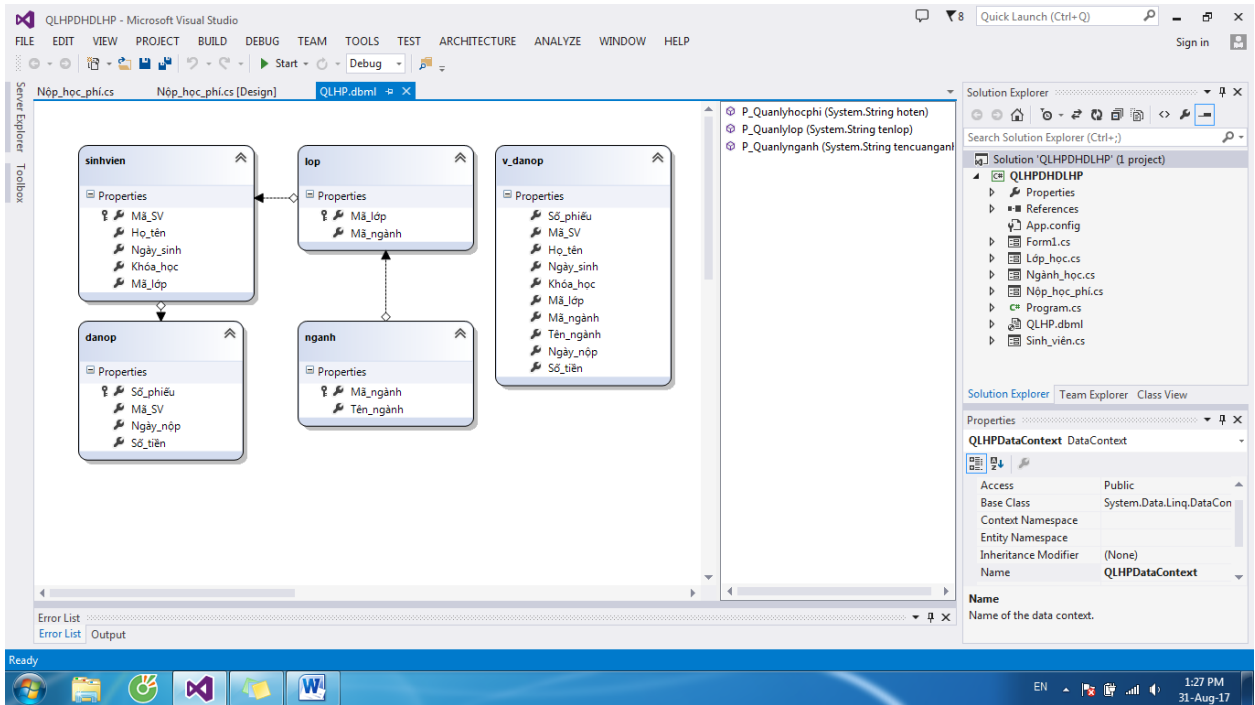 QLHPDHDLHP - Microsoft Visual Studio
8
Quick Launch (Ctrl+Q)
FILE EDIT VIEW PROJECT BUILD DEBUG TEAM TOOLS TEST ARCHITECTURE ANALYZE WINDOW HELP
Sign in
Start Debug
Server Explorer
Toolbox
Nộp_học_phí.cs Nộp_học_phí.cs [Design] QLHP.dbml
sinhvien
Properties
Mã_SV
Họ_tên
Ngày_sinh
Khóa_học
Mã_lớp
lop
Properties
Mã_lớp
Mã_ngành
v_danop
Properties
Số_phiếu
Mã_SV
Họ_tên
Ngày_sinh
Khóa_học
Mã_lớp
Mã_ngành
Tên_ngành
Ngày_nộp
Số_tiền
danop
Properties
Số_phiếu
Mã_SV
Ngày_nộp
Số_tiền
nganh
Properties
Mã_ngành
Tên_ngành
P_Quanlyhocphi (System.String hoten)
P_Quanlylop (System.String tenlop)
P_Quanlynganh (System.String tencuanganh
Solution Explorer
Search Solution Explorer (Ctrl+;)
Solution 'QLHPDHDLHP' (1 project)
C# QLHPDHDLHP
Properties
References
App.config
Form1.cs
Lớp_học.cs
Ngành_học.cs
Nộp_học_phí.cs
C# Program.cs
QLHP.dbml
Sinh_viên.cs
Solution Explorer Team Explorer Class View
Properties
QLHPDataContext DataContext
Access Public
Base Class System.Data.Linq.DataCon
Context Namespace
Entity Namespace
Inheritance Modifier (None)
Name QLHPDataContext
Name
Name of the data context.
Error List
Error List Output
Ready
EN
1:27 PM
31-Aug-17